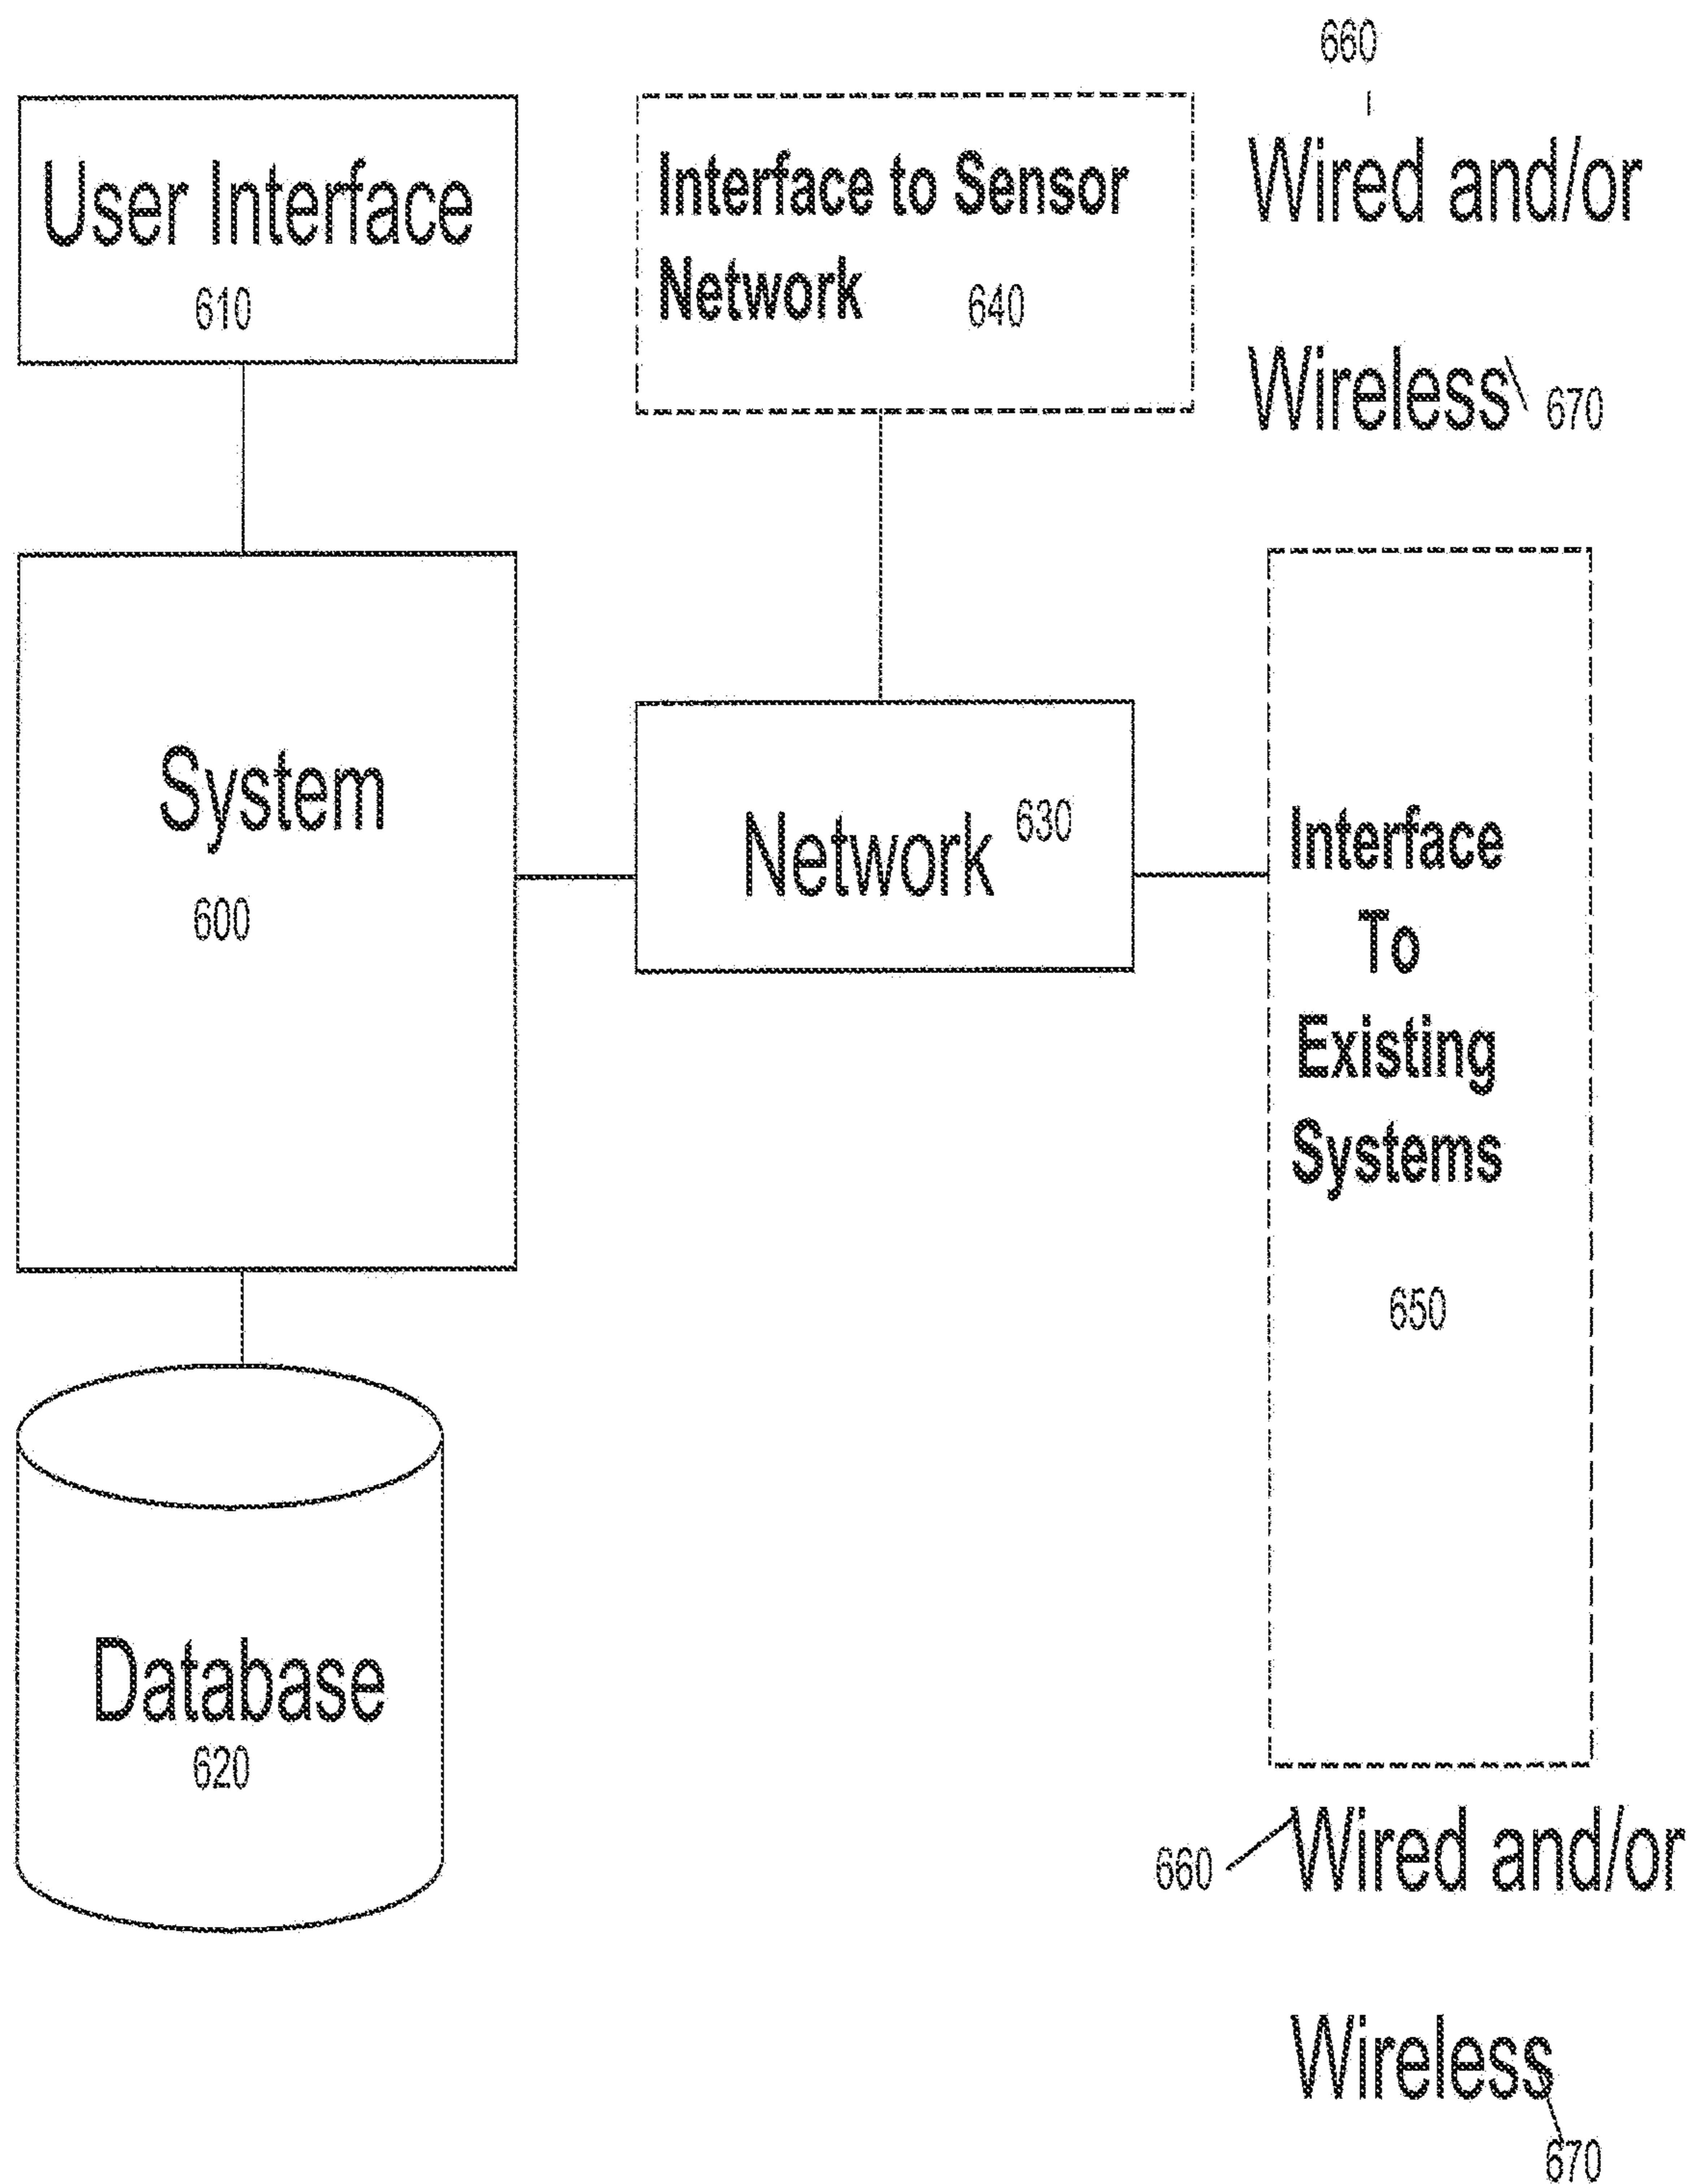 660
User Interface
610
Interface to Sensor
Network 640
Wired and/or
Wireless 670
System
600
Network 630
Interface
To
Existing
Systems
650
Database
620
660 Wired and/or
Wireless
670